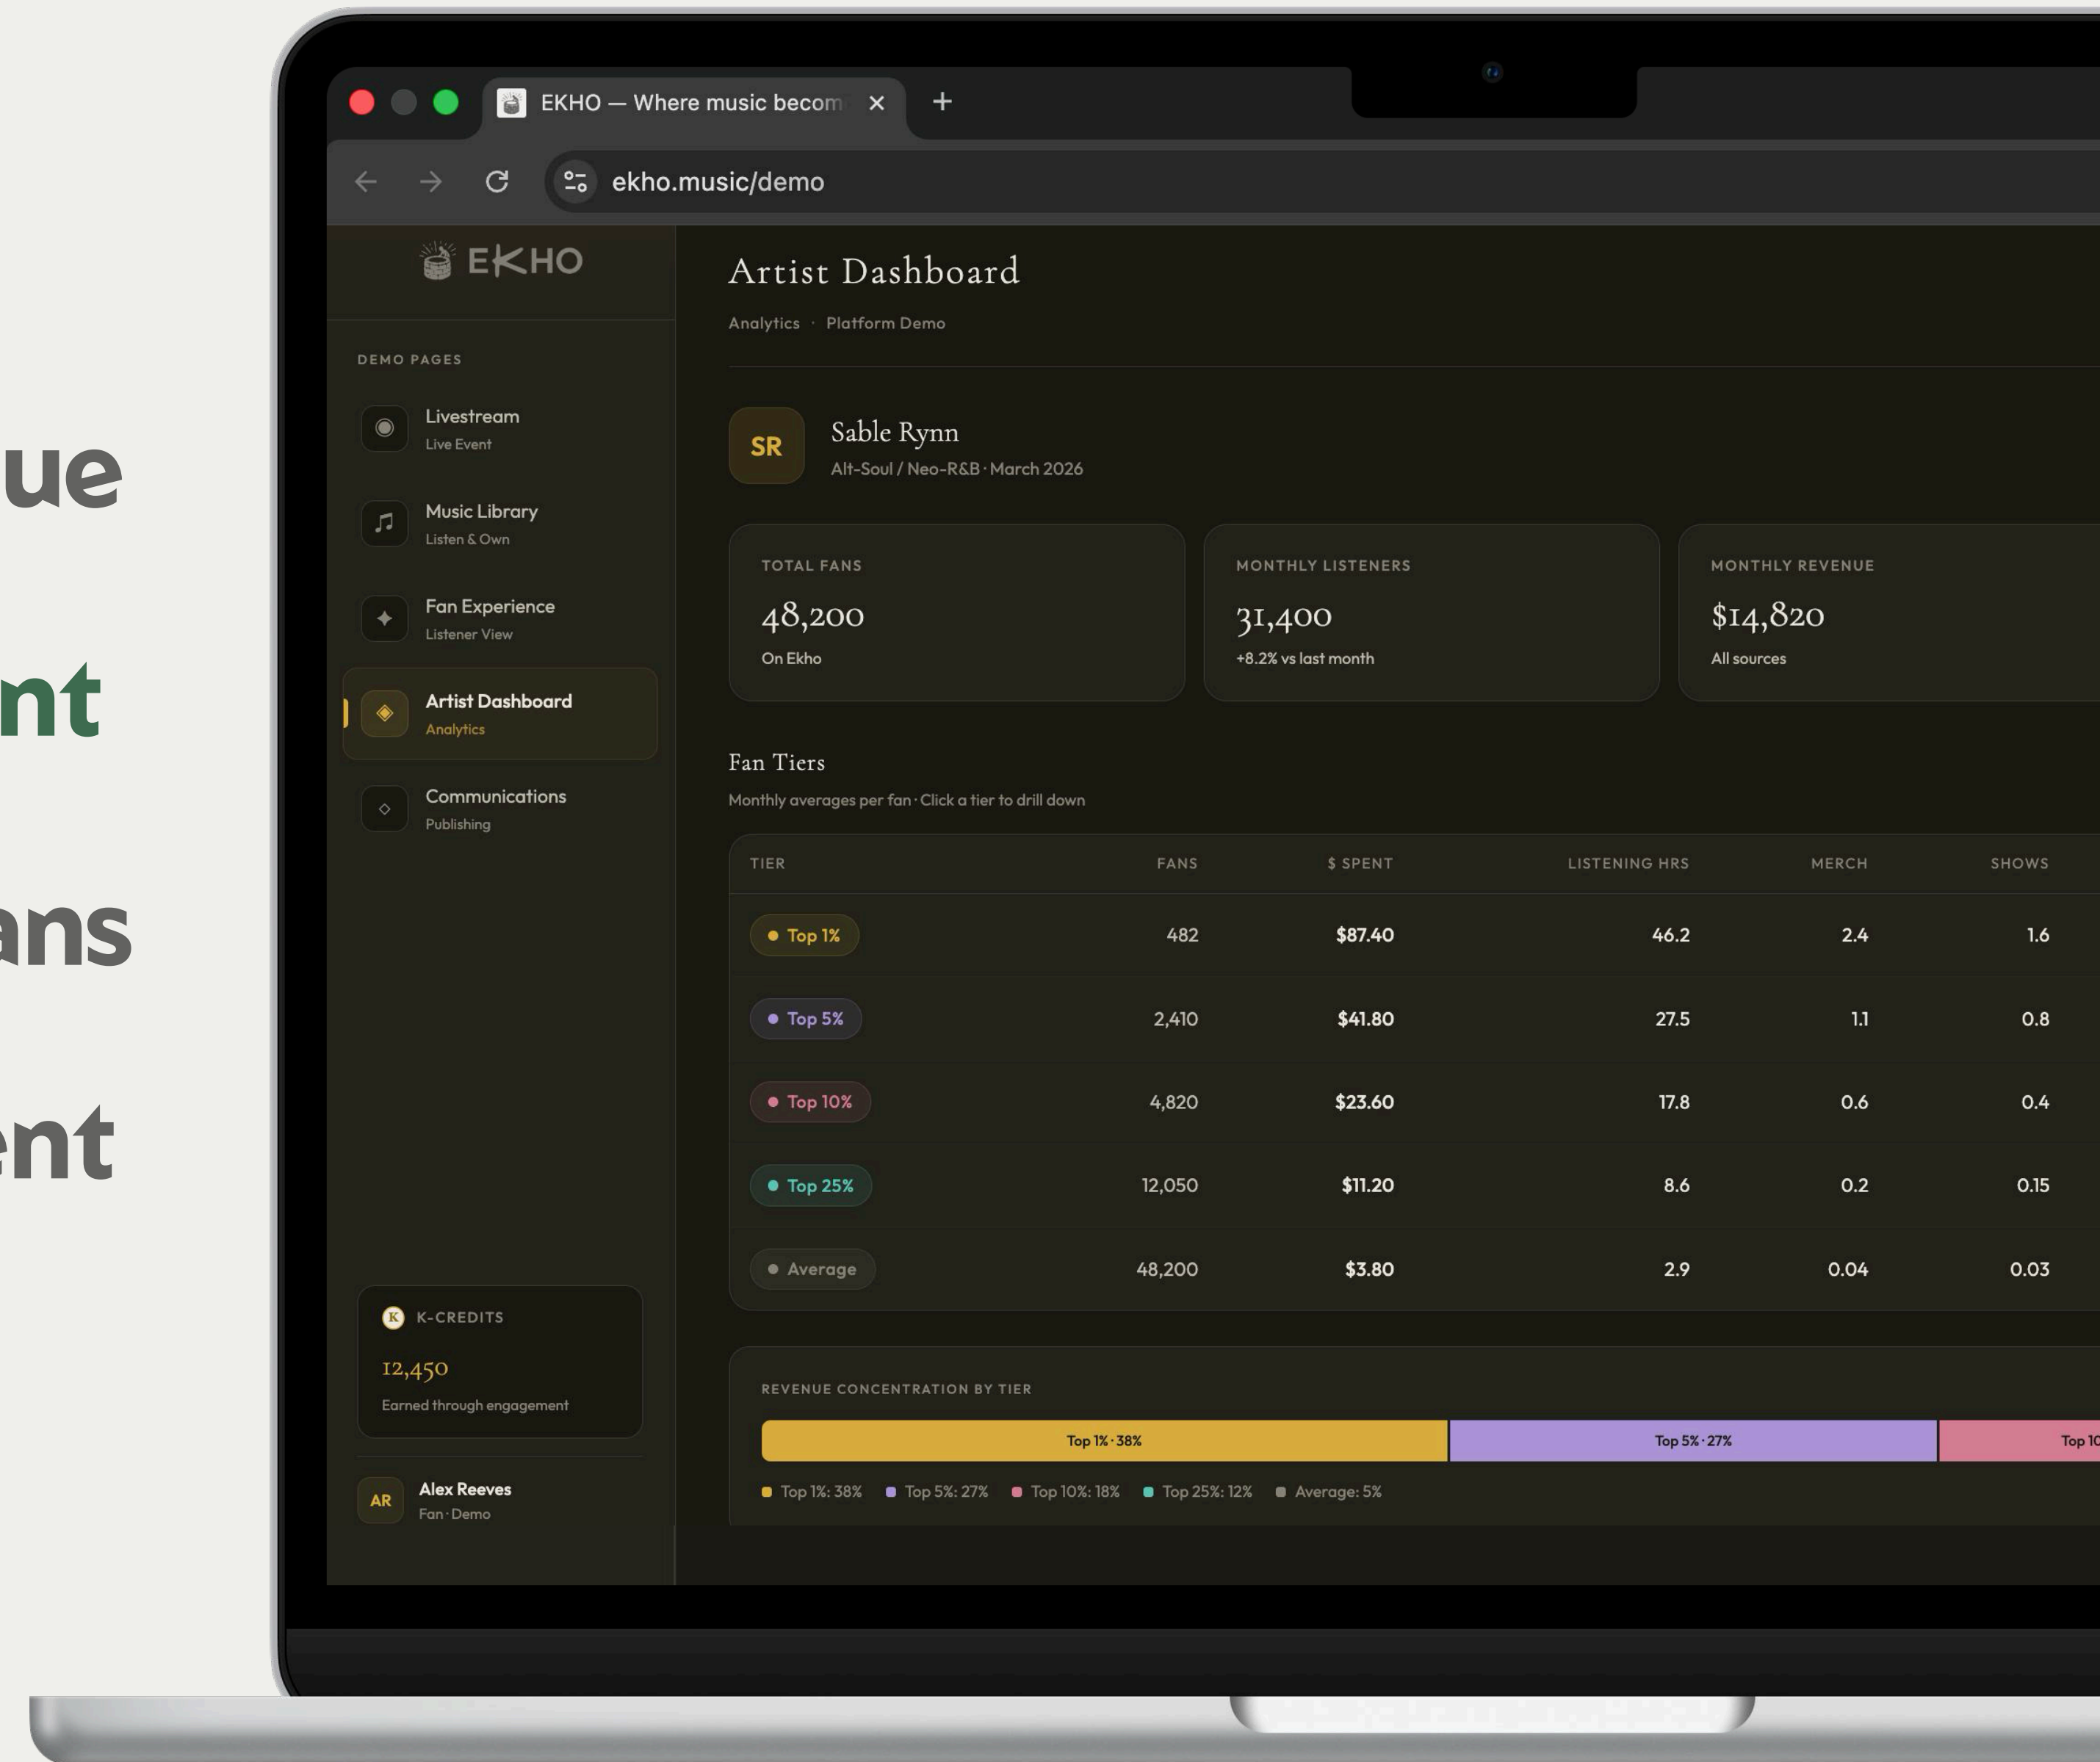 ue
nt
ans
ent
EKHO — Where music becom
ekho.music/demo
EKHO
DEMO PAGES
Livestream
Live Event
Music Library
Listen & Own
Fan Experience
Listener View
Artist Dashboard
Analytics
Communications
Publishing
K K-CREDITS
12,450
Earned through engagement
AR
Alex Reeves
Fan · Demo
Artist Dashboard
Analytics · Platform Demo
SR
Sable Rynn
Alt-Soul / Neo-R&B · March 2026
TOTAL FANS
48,200
On Ekho
MONTHLY LISTENERS
31,400
+8.2% vs last month
MONTHLY REVENUE
$14,820
All sources
Fan Tiers
Monthly averages per fan · Click a tier to drill down
TIER FANS $ SPENT LISTENING HRS MERCH SHOWS
Top 1% 482 $87.40 46.2 2.4 1.6
Top 5% 2,410 $41.80 27.5 1.1 0.8
Top 10% 4,820 $23.60 17.8 0.6 0.4
Top 25% 12,050 $11.20 8.6 0.2 0.15
Average 48,200 $3.80 2.9 0.04 0.03
REVENUE CONCENTRATION BY TIER
Top 1% · 38% Top 5% · 27% Top 10
Top 1%: 38% Top 5%: 27% Top 10%: 18% Top 25%: 12% Average: 5%